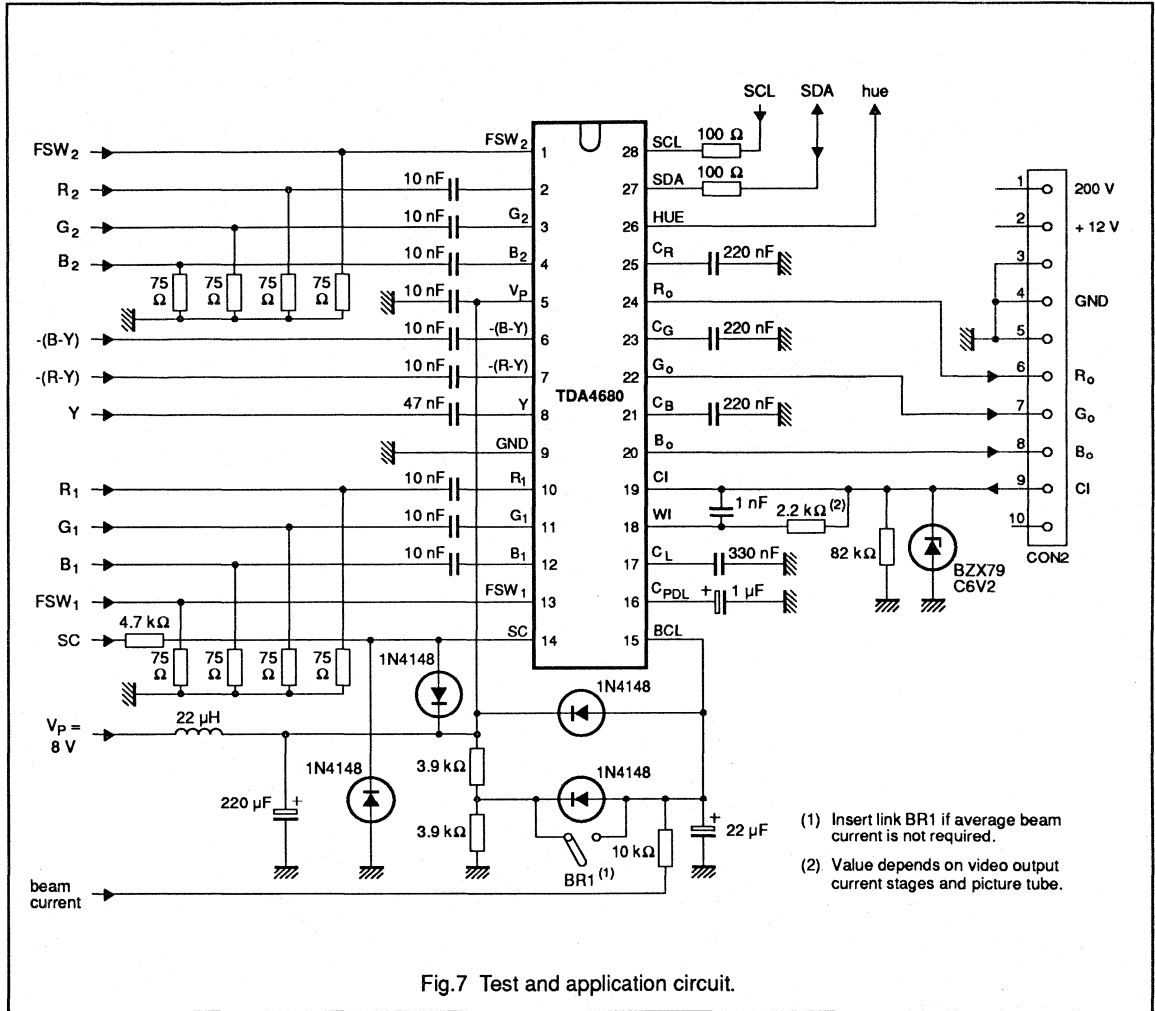 SCL SDA hue
100 Ω
FSW2 FSW2 1 28 SCL
100 Ω
R2 10 nF 2 27 SDA
G2 10 nF G2 3 26 HUE
B2 10 nF B2 4 25 CR 220 nF
75 Ω 75 Ω 75 Ω 75 Ω
10 nF VP 5 24 Ro
-(B-Y) 10 nF -(B-Y) 6 23 CG 220 nF
-(R-Y) 10 nF -(R-Y) 7 22 Go
TDA4680
Y 47 nF Y 8 21 CB 220 nF
GND 9 20 Bo
R1 10 nF R1 10 19 CI
G1 10 nF G1 11 18 WI
1 nF 2.2 kΩ (2)
B1 10 nF B1 12 17 CL 330 nF
82 kΩ
BZX79
C6V2
FSW1 FSW1 13 16 CPDL + 1 µF
4.7 kΩ
SC SC 14 15 BCL
75 Ω 75 Ω 75 Ω 75 Ω
1N4148
1N4148
VP =
8 V
22 µH
3.9 kΩ
1N4148
1N4148
220 µF +
3.9 kΩ
BR1 (1)
10 kΩ
+
22 µF
beam
current
1 200 V
2 + 12 V
3
4 GND
5
6 Ro
7 Go
8 Bo
9 CI
10
CON2
(1) Insert link BR1 if average beam
current is not required.
(2) Value depends on video output
current stages and picture tube.
Fig.7 Test and application circuit.